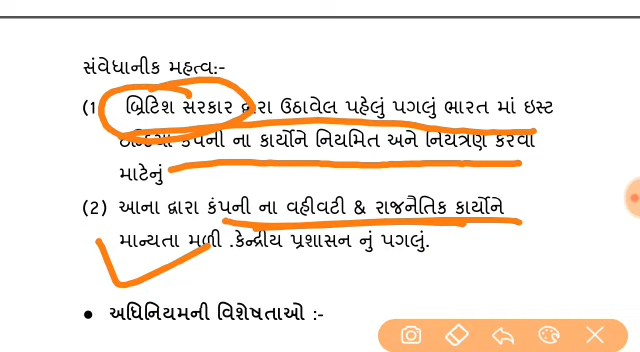 સંવેધાનીક મહત્વ:-
(1 બ્રિટિશ સરકાર દ્વારા ઉઠાવેલ પહેલું પગલું ભારત માં ઇસ્ટ
ઇન્ડિયા કંપની ના કાર્યોને નિયમિત અને નિયંત્રણ કરવા
માટેનું
(2) આના દ્વારા કંપની ના વહીવટી & રાજનૈતિક કાર્યોને
માન્યતા મળી .કેન્દ્રીય પ્રશાસન નું પગલું.
● અધિનિયમની વિશેષતાઓ :-